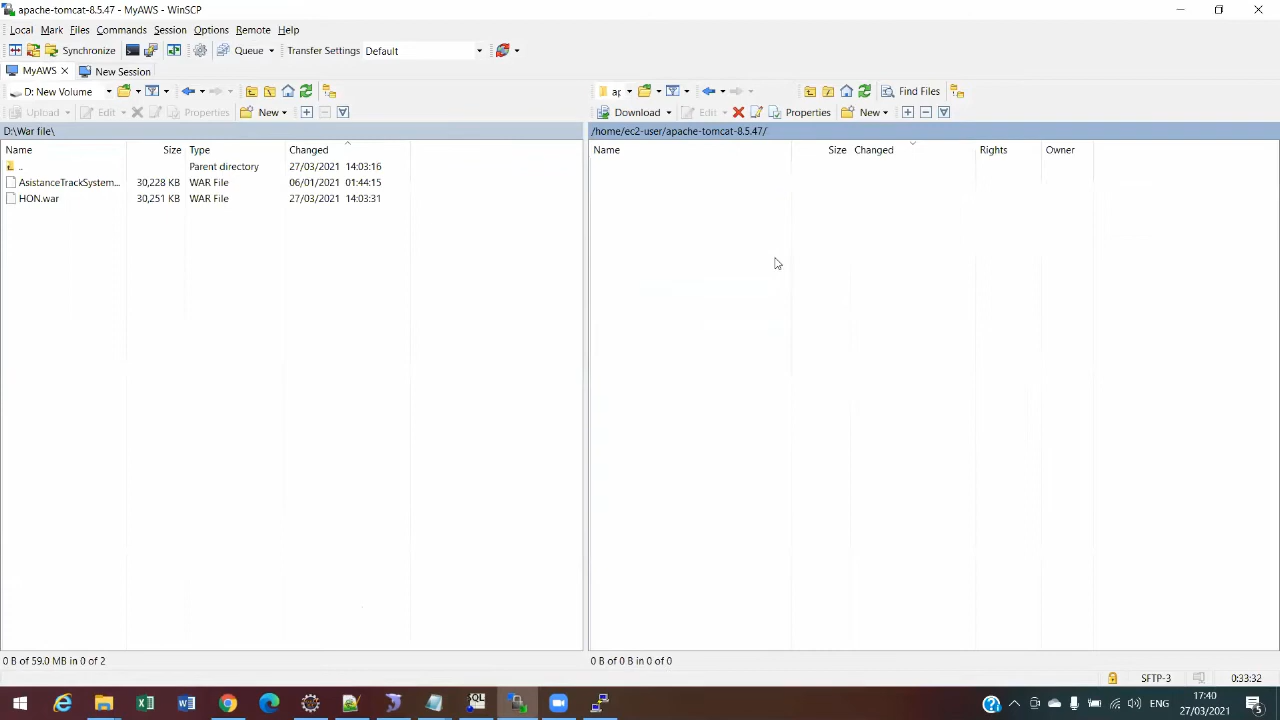 apache-tomcat-8.5.47 - MyAWS - WinSCP
Local Mark Files Commands Session Options Remote Help
Synchronize Queue Transfer Settings Default
MyAWS New Session
D: New Volume ap Find Files
Upload Edit Properties New Download Edit Properties New
D:\War file\ /home/ec2-user/apache-tomcat-8.5.47/
Name Size Type Changed Name Size Changed Rights Owner
.. Parent directory 27/03/2021 14:03:16
AsistanceTrackSystem... 30,228 KB WAR File 06/01/2021 01:44:15
HON.war 30,251 KB WAR File 27/03/2021 14:03:31
0 B of 59.0 MB in 0 of 2 0 B of 0 B in 0 of 0
SFTP-3 0:33:32
ENG 17:40
27/03/2021 5